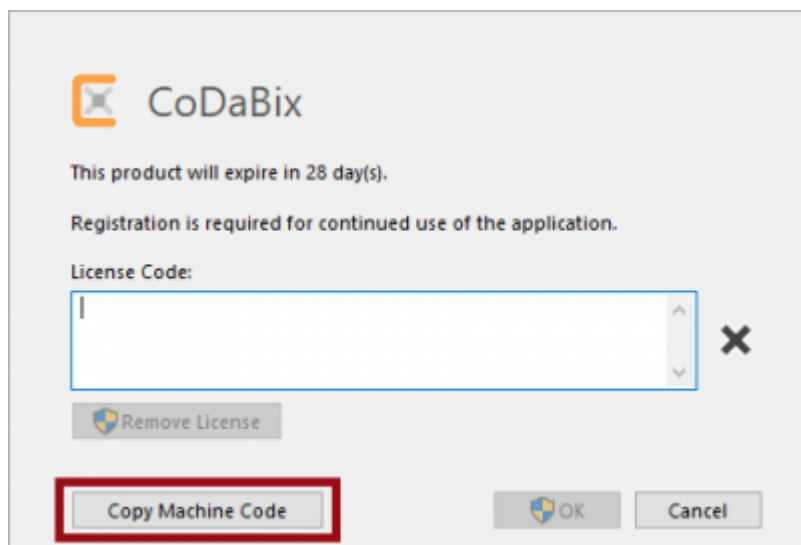 CoDaBix
This product will expire in 28 day(s).
Registration is required for continued use of the application.
License Code:
Remove License
Copy Machine Code
OK
Cancel